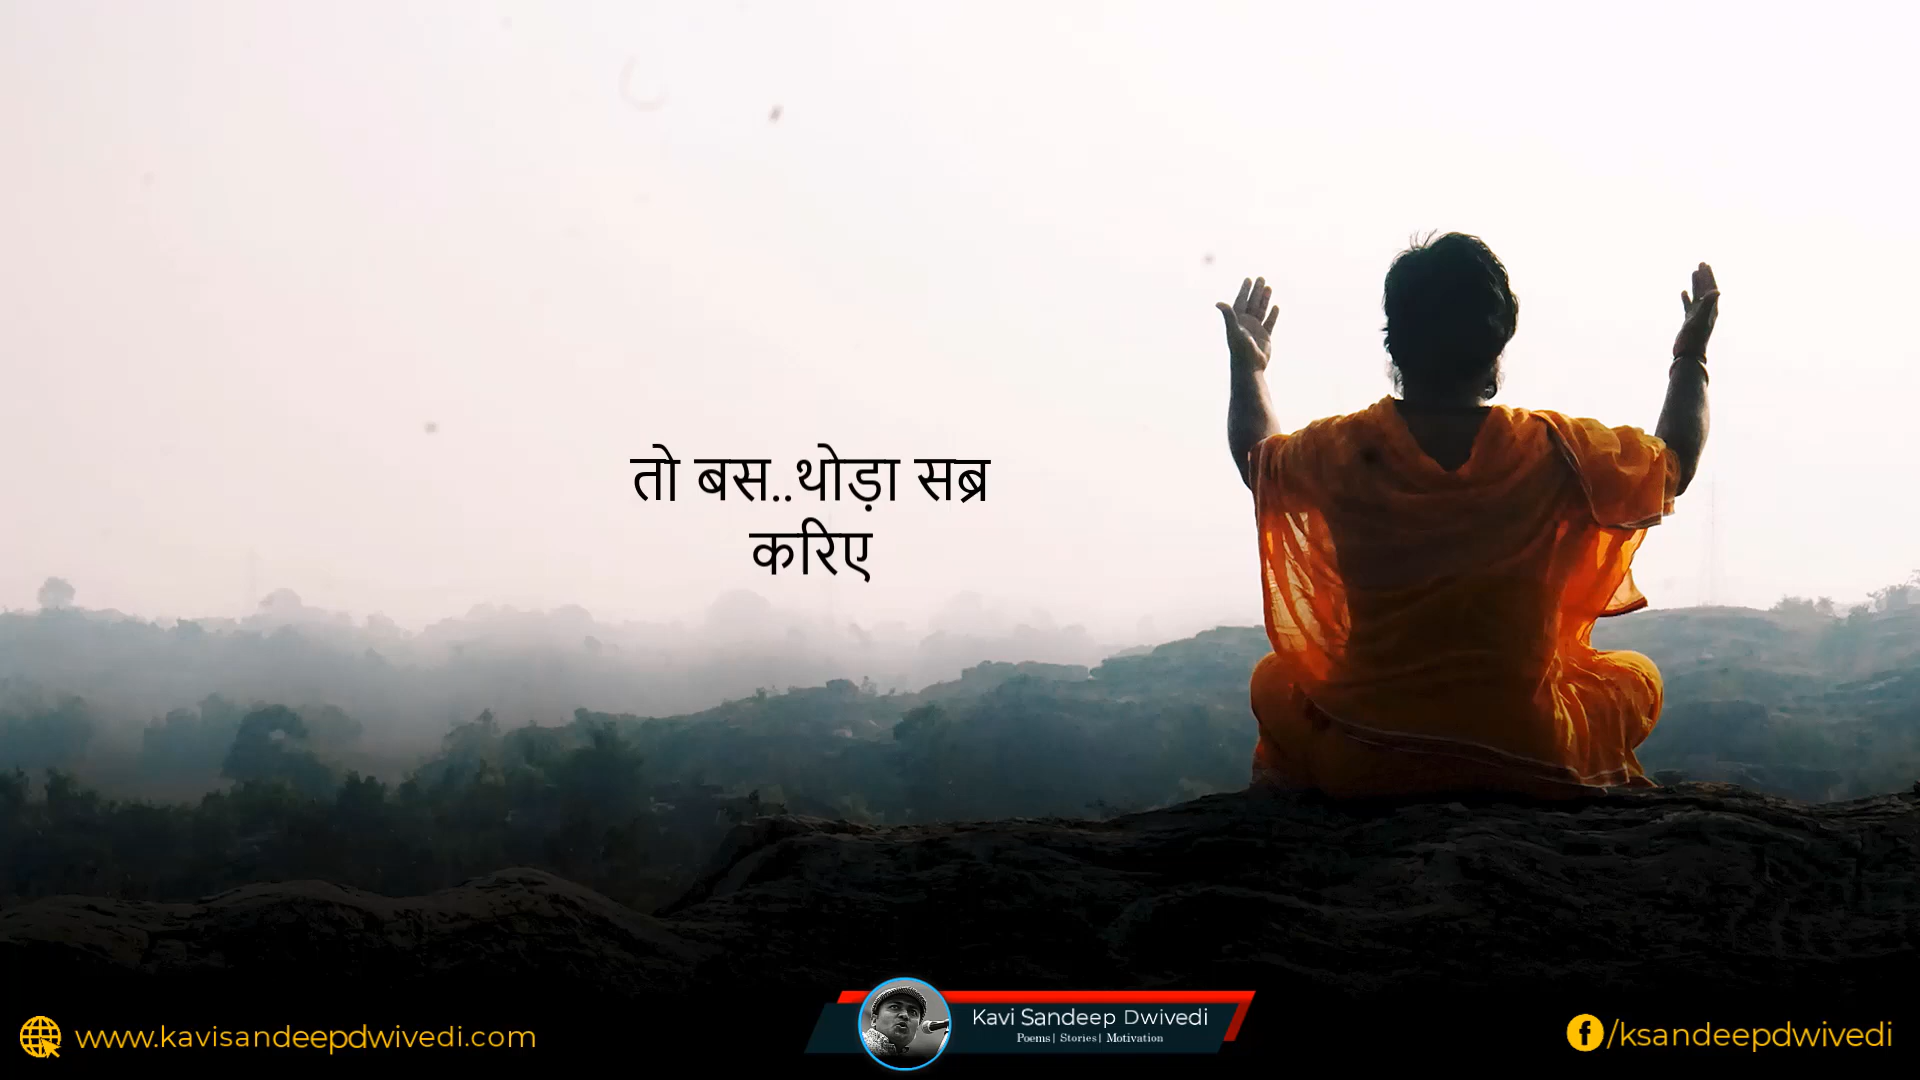 तो बस..थोड़ा सब्र
करिए
www.kavisandeepdwivedi.com
Kavi Sandeep Dwivedi
Poems| Stories| Motivation
/ksandeepdwivedi